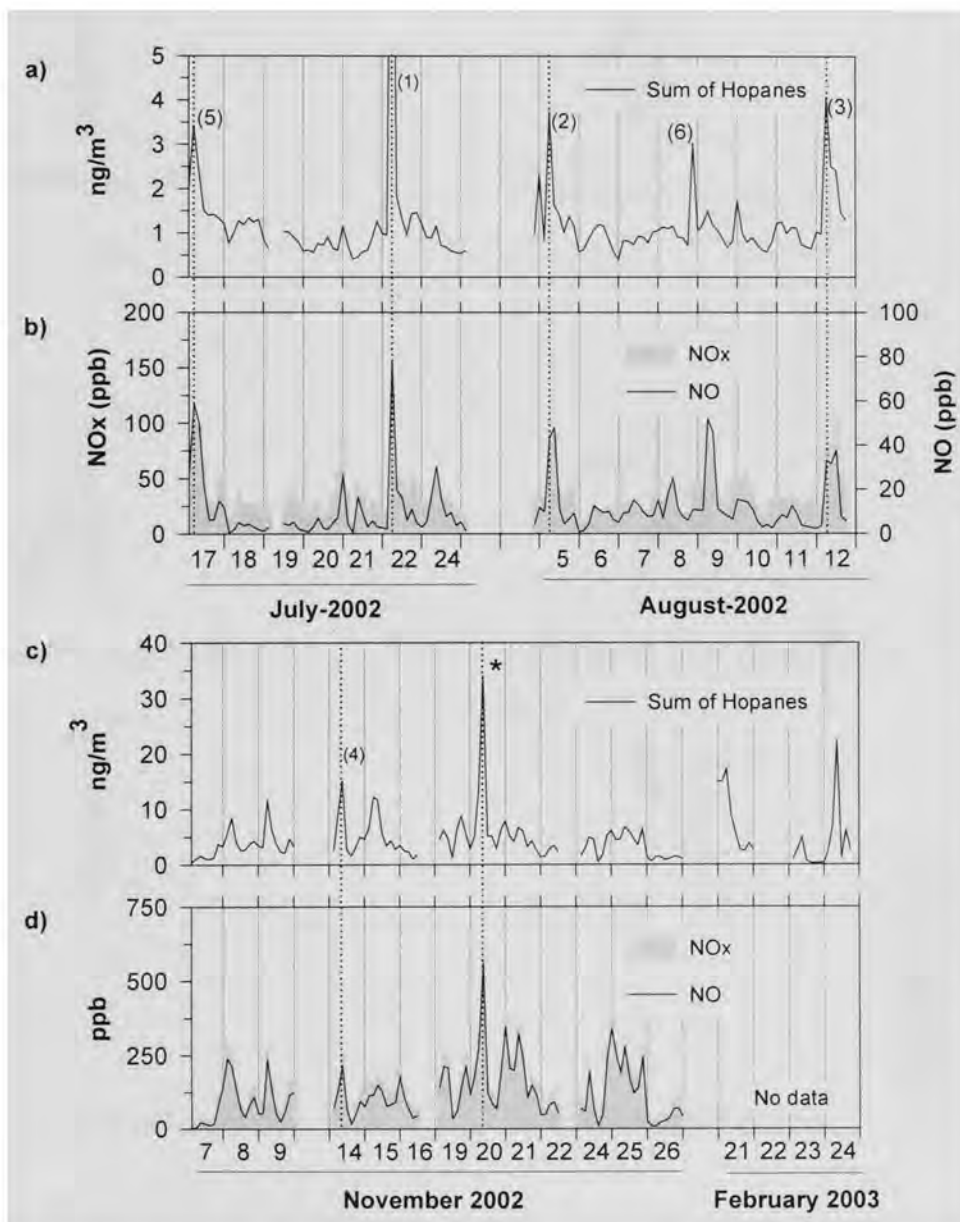 a)
5
4
3
2
1
0
ng/m³
(5)
(1)
(2)
(6)
(3)
Sum of Hopanes
b)
200
150
100
50
0
NOx (ppb)
NOx
NO
100
80
60
40
20
0
NO (ppb)
17 18 19 20 21 22 24 5 6 7 8 9 10 11 12
July-2002 August-2002
c)
40
30
20
10
0
ng/m³
(4)
*
Sum of Hopanes
d)
750
500
250
0
ppb
NOx
NO
No data
7 8 9 14 15 16 19 20 21 22 24 25 26 21 22 23 24
November 2002 February 2003